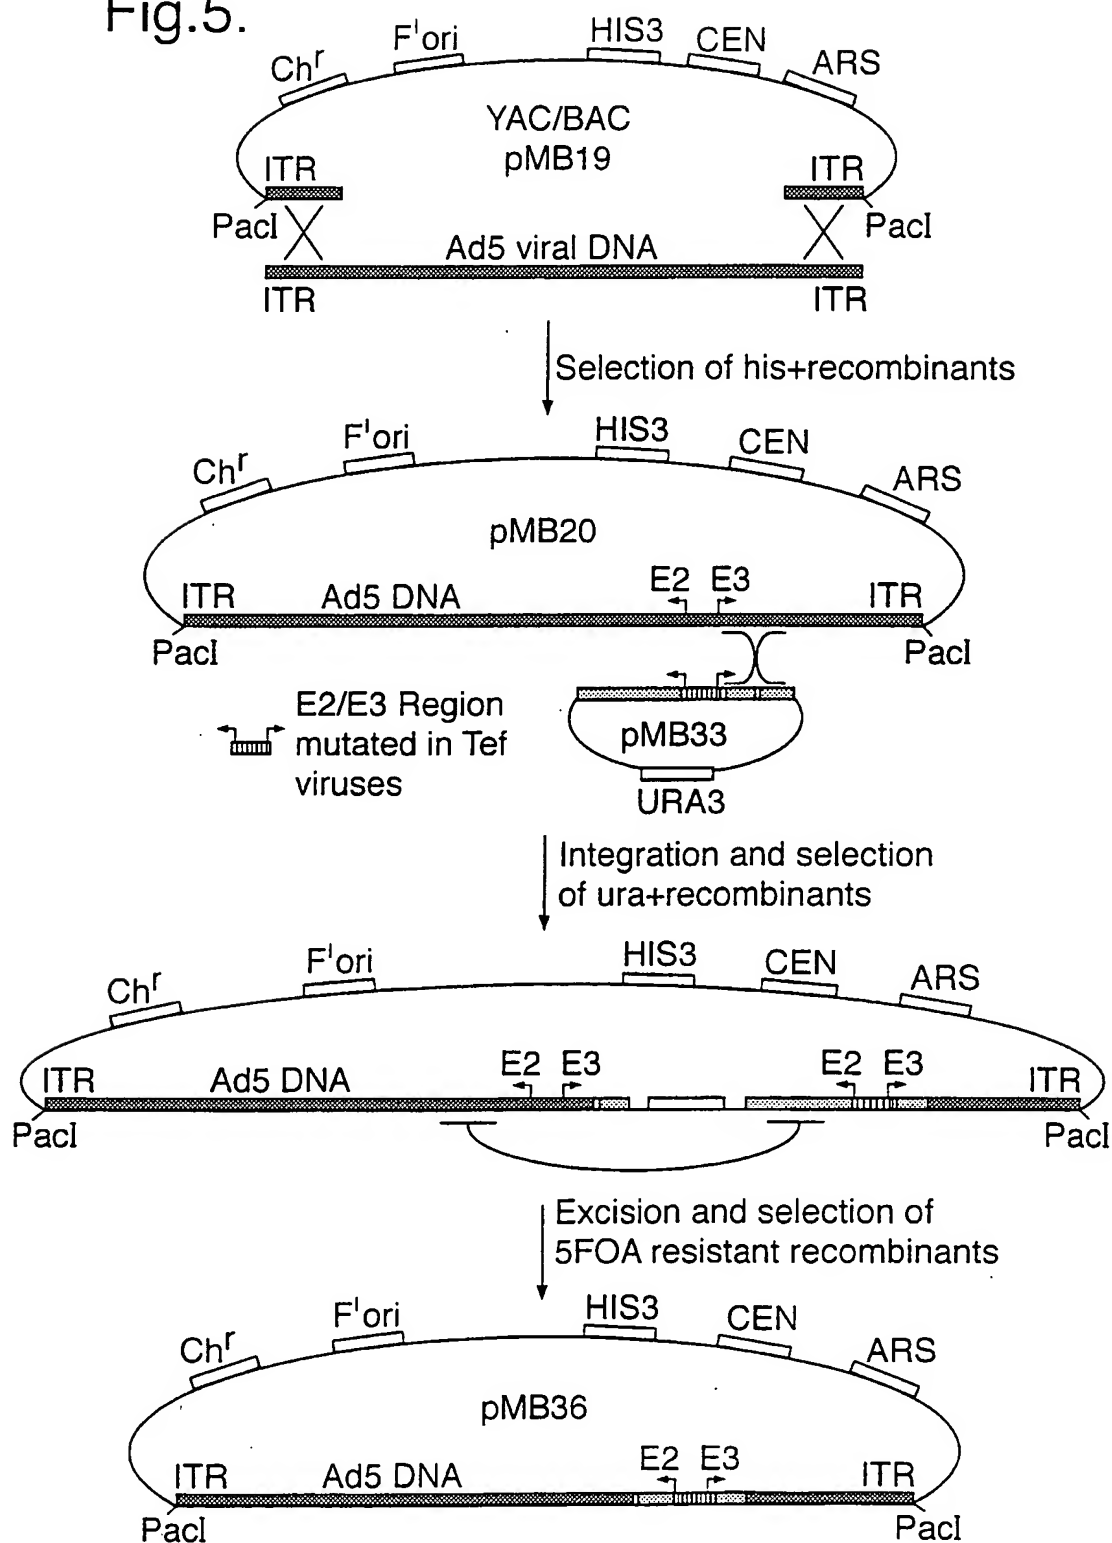 Fig.5.
Chr F'ori HIS3 CEN ARS
YAC/BAC
pMB19
ITR ITR
PacI PacI
Ad5 viral DNA
ITR ITR
Selection of his+recombinants
Chr F'ori HIS3 CEN ARS
pMB20
ITR Ad5 DNA E2 E3 ITR
PacI PacI
E2/E3 Region
mutated in Tef
viruses
pMB33
URA3
Integration and selection
of ura+recombinants
Chr F'ori HIS3 CEN ARS
ITR Ad5 DNA E2 E3 E2 E3 ITR
PacI PacI
Excision and selection of
5FOA resistant recombinants
Chr F'ori HIS3 CEN ARS
pMB36
ITR Ad5 DNA E2 E3 ITR
PacI PacI